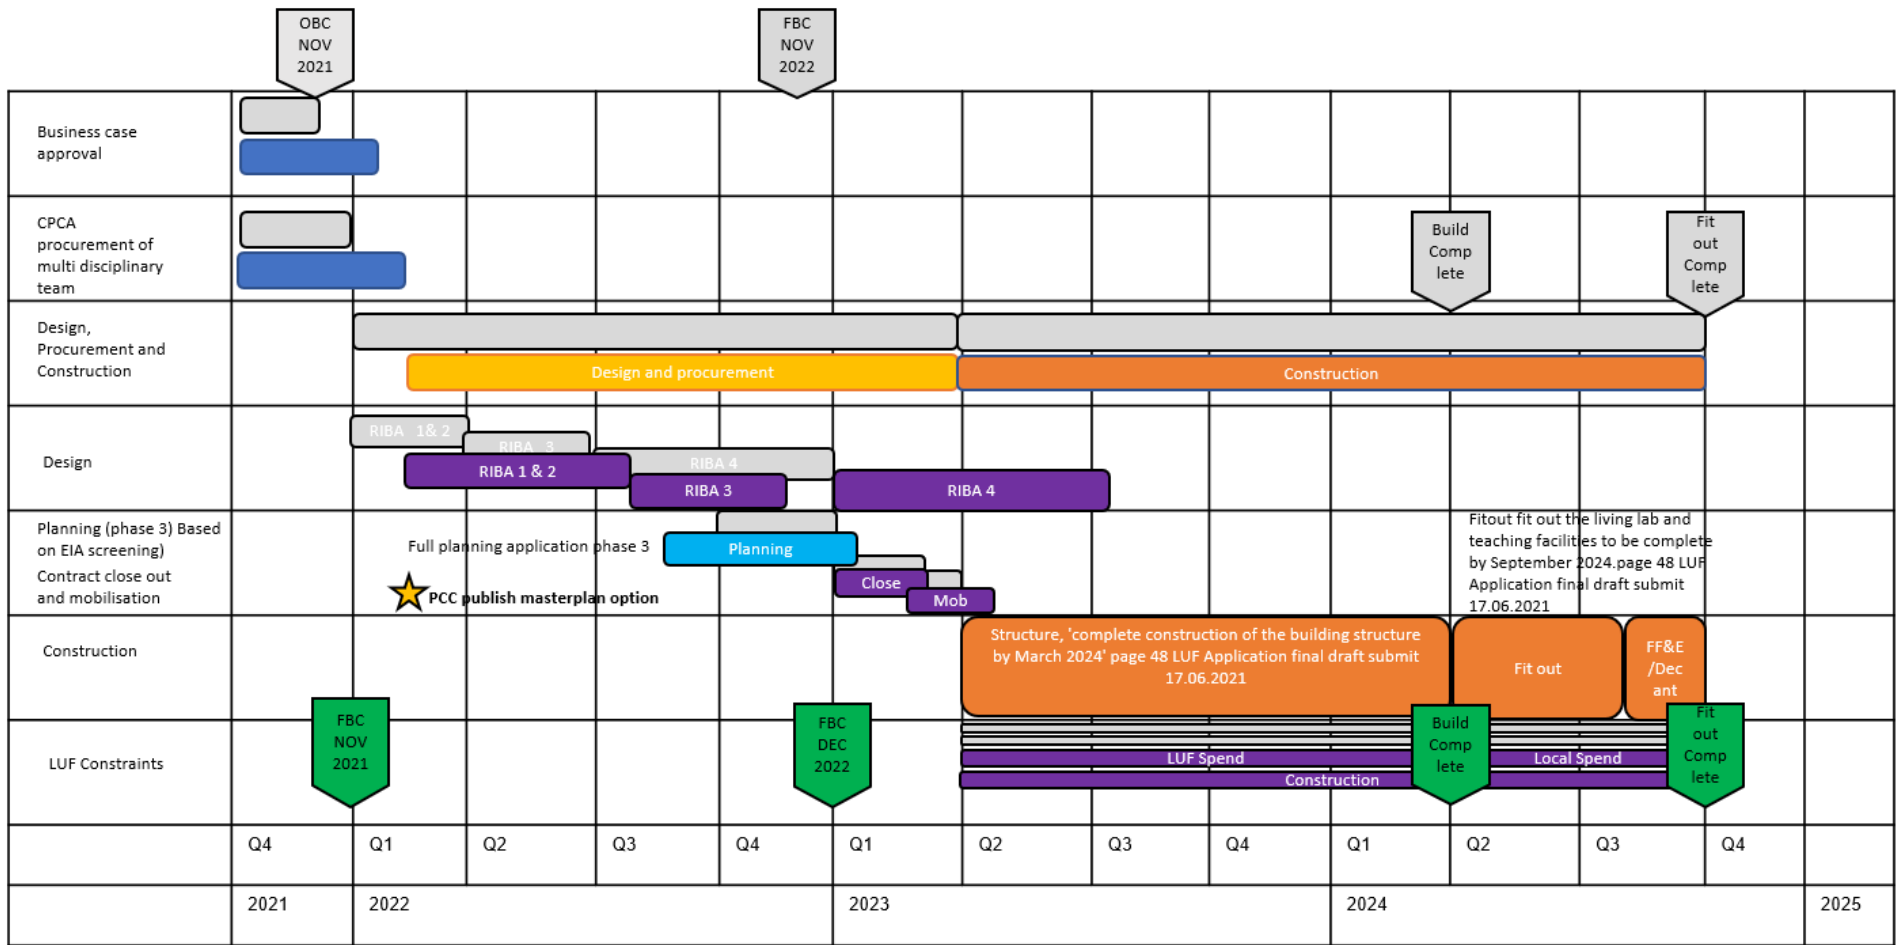 OBC
NOV
2021
FBC
NOV
2022
Business case
approval
CPCA
procurement of
multi disciplinary
team
Build
Comp
lete
Fit
out
Comp
lete
Design,
Procurement and
Construction
Design and procurement
Construction
Design
RIBA 1& 2
RIBA 3
RIBA 4
RIBA 1 & 2
RIBA 3
RIBA 4
Planning (phase 3) Based
on EIA screening)
Contract close out
and mobilisation
Full planning application phase 3
Planning
Close
Mob
PCC publish masterplan option
Fitout fit out the living lab and
teaching facilities to be complete
by September 2024.page 48 LUF
Application final draft submit
17.06.2021
Construction
Structure, 'complete construction of the building structure
by March 2024' page 48 LUF Application final draft submit
17.06.2021
Fit out
FF&E
/Dec
ant
LUF Constraints
FBC
NOV
2021
FBC
DEC
2022
Build
Comp
lete
Fit
out
Comp
lete
LUF Spend
Local Spend
Construction
Q4 Q1 Q2 Q3 Q4 Q1 Q2 Q3 Q4 Q1 Q2 Q3 Q4
2021 2022 2023 2024 2025